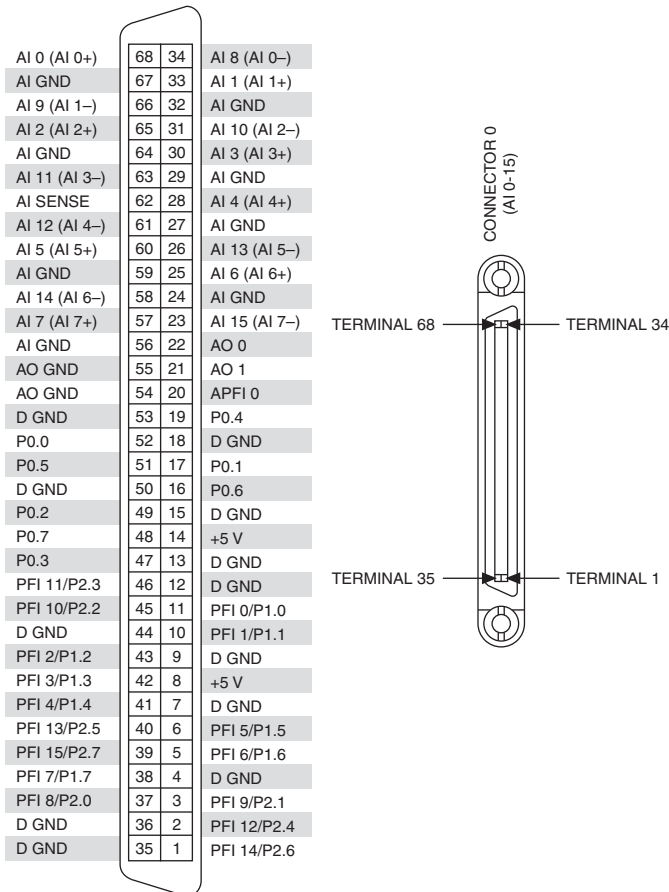 AI 0 (AI 0+) 68 34 AI 8 (AI 0–)
AI GND 67 33 AI 1 (AI 1+)
AI 9 (AI 1–) 66 32 AI GND
AI 2 (AI 2+) 65 31 AI 10 (AI 2–)
AI GND 64 30 AI 3 (AI 3+)
AI 11 (AI 3–) 63 29 AI GND
AI SENSE 62 28 AI 4 (AI 4+)
AI 12 (AI 4–) 61 27 AI GND
AI 5 (AI 5+) 60 26 AI 13 (AI 5–)
AI GND 59 25 AI 6 (AI 6+)
AI 14 (AI 6–) 58 24 AI GND
AI 7 (AI 7+) 57 23 AI 15 (AI 7–)
AI GND 56 22 AO 0
AO GND 55 21 AO 1
AO GND 54 20 APFI 0
D GND 53 19 P0.4
P0.0 52 18 D GND
P0.5 51 17 P0.1
D GND 50 16 P0.6
P0.2 49 15 D GND
P0.7 48 14 +5 V
P0.3 47 13 D GND
PFI 11/P2.3 46 12 D GND
PFI 10/P2.2 45 11 PFI 0/P1.0
D GND 44 10 PFI 1/P1.1
PFI 2/P1.2 43 9 D GND
PFI 3/P1.3 42 8 +5 V
PFI 4/P1.4 41 7 D GND
PFI 13/P2.5 40 6 PFI 5/P1.5
PFI 15/P2.7 39 5 PFI 6/P1.6
PFI 7/P1.7 38 4 D GND
PFI 8/P2.0 37 3 PFI 9/P2.1
D GND 36 2 PFI 12/P2.4
D GND 35 1 PFI 14/P2.6
CONNECTOR 0
(AI 0-15)
TERMINAL 68 TERMINAL 34
TERMINAL 35 TERMINAL 1